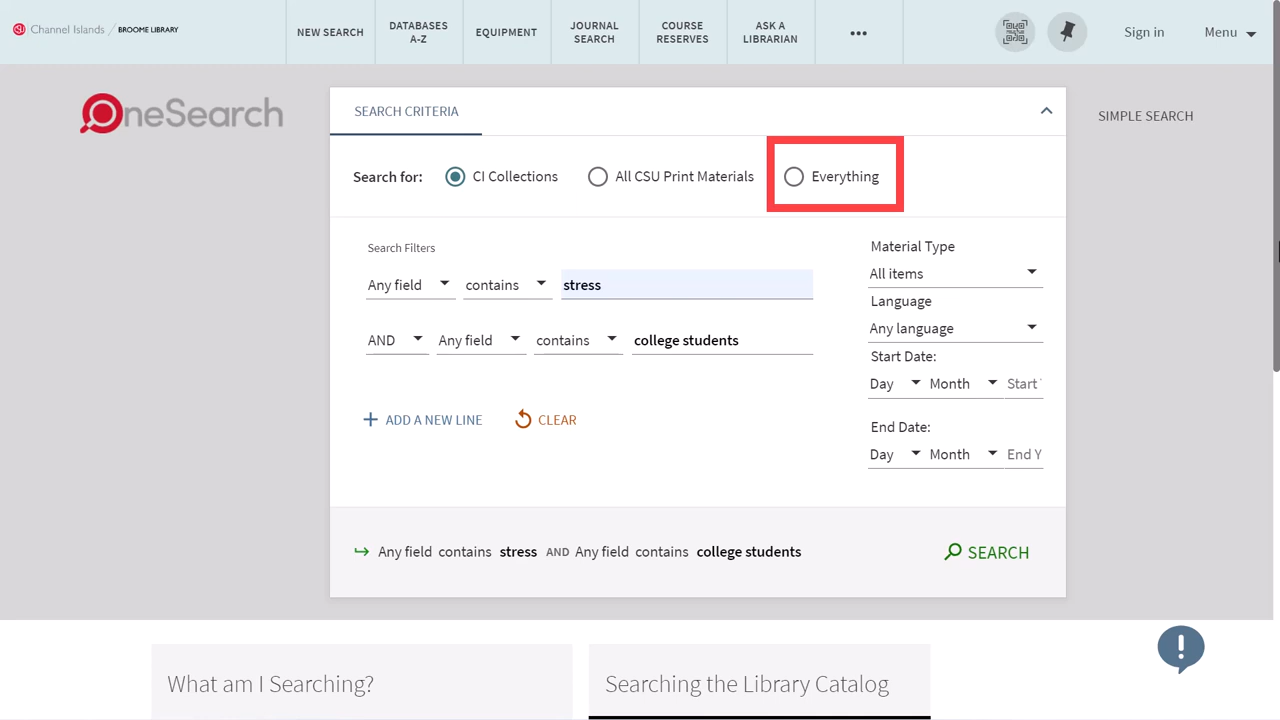 Channel Islands / BROOME LIBRARY
NEW SEARCH
DATABASES
A-Z
EQUIPMENT
JOURNAL
SEARCH
COURSE
RESERVES
ASK A
LIBRARIAN
Sign in
Menu
OneSearch
SEARCH CRITERIA
SIMPLE SEARCH
Search for: CI Collections All CSU Print Materials Everything
Search Filters
Any field contains stress
AND Any field contains college students
+ ADD A NEW LINE CLEAR
Material Type
All items
Language
Any language
Start Date:
Day Month Start
End Date:
Day Month End Y
Any field contains stress AND Any field contains college students
SEARCH
What am I Searching?
Searching the Library Catalog